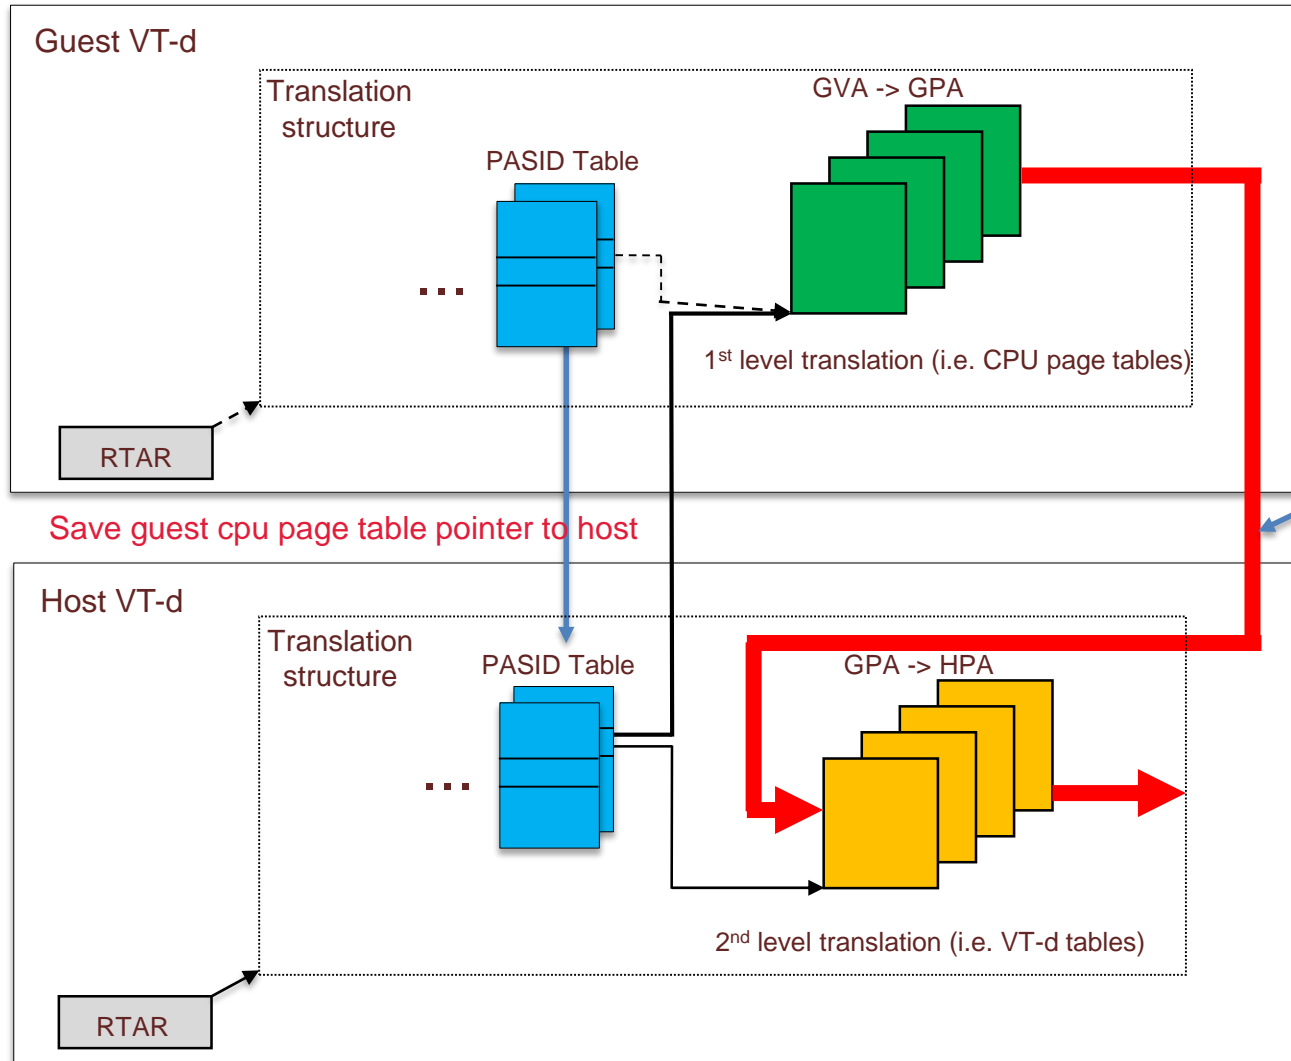 Guest VT-d
Translation
structure
GVA -> GPA
PASID Table
...
1st level translation (i.e. CPU page tables)
RTAR
Save guest cpu page table pointer to host
Host VT-d
Translation
structure
PASID Table
GPA -> HPA
...
2nd level translation (i.e. VT-d tables)
RTAR